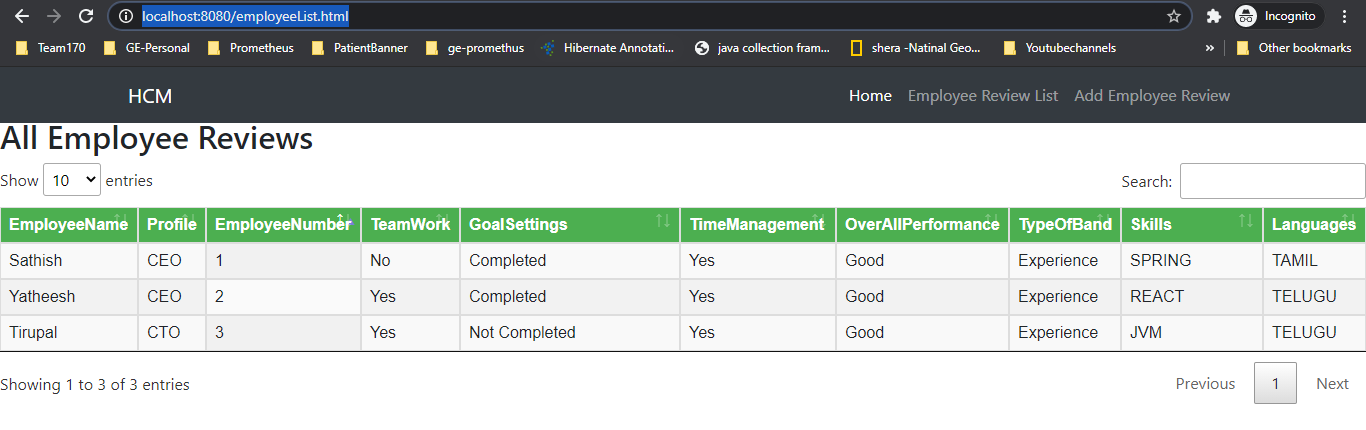 localhost:8080/employeeList.html Incognito
Team170 GE-Personal Prometheus PatientBanner ge-promethus Hibernate Annotati... java collection fram... shera -Natinal Geo... Youtubechannels » Other bookmarks
HCM Home Employee Review List Add Employee Review
All Employee Reviews
Show 10 entries Search:
EmployeeName Profile EmployeeNumber TeamWork GoalSettings TimeManagement OverAllPerformance TypeOfBand Skills Languages
Sathish CEO 1 No Completed Yes Good Experience SPRING TAMIL
Yatheesh CEO 2 Yes Completed Yes Good Experience REACT TELUGU
Tirupal CTO 3 Yes Not Completed Yes Good Experience JVM TELUGU
Showing 1 to 3 of 3 entries Previous 1 Next